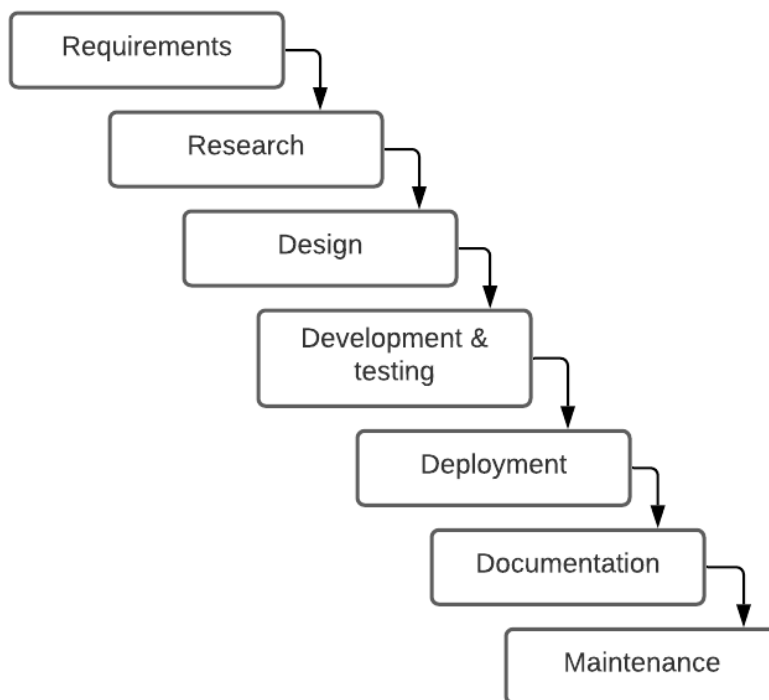 Requirements
Research
Design
Development &
testing
Deployment
Documentation
Maintenance